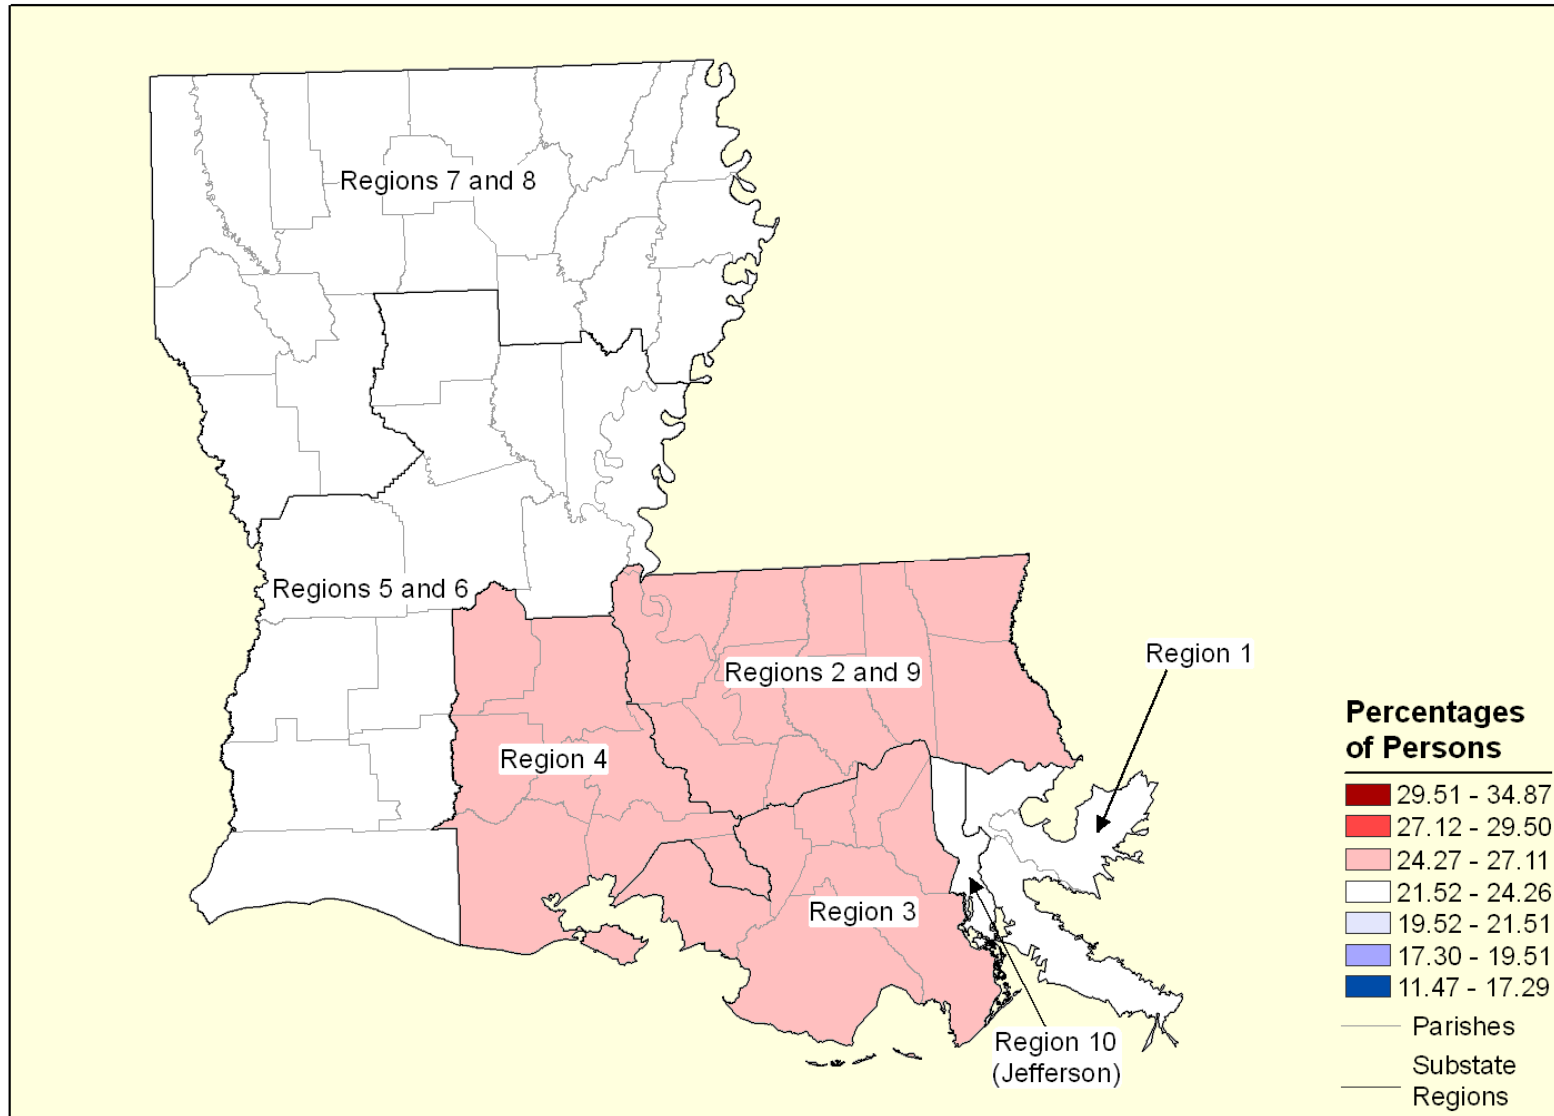 Regions 7 and 8
Regions 5 and 6
Region 1
Regions 2 and 9
Region 4
Region 3
Region 10
(Jefferson)
Percentages
of Persons
29.51 - 34.87
27.12 - 29.50
24.27 - 27.11
21.52 - 24.26
19.52 - 21.51
17.30 - 19.51
11.47 - 17.29
Parishes
Substate
Regions